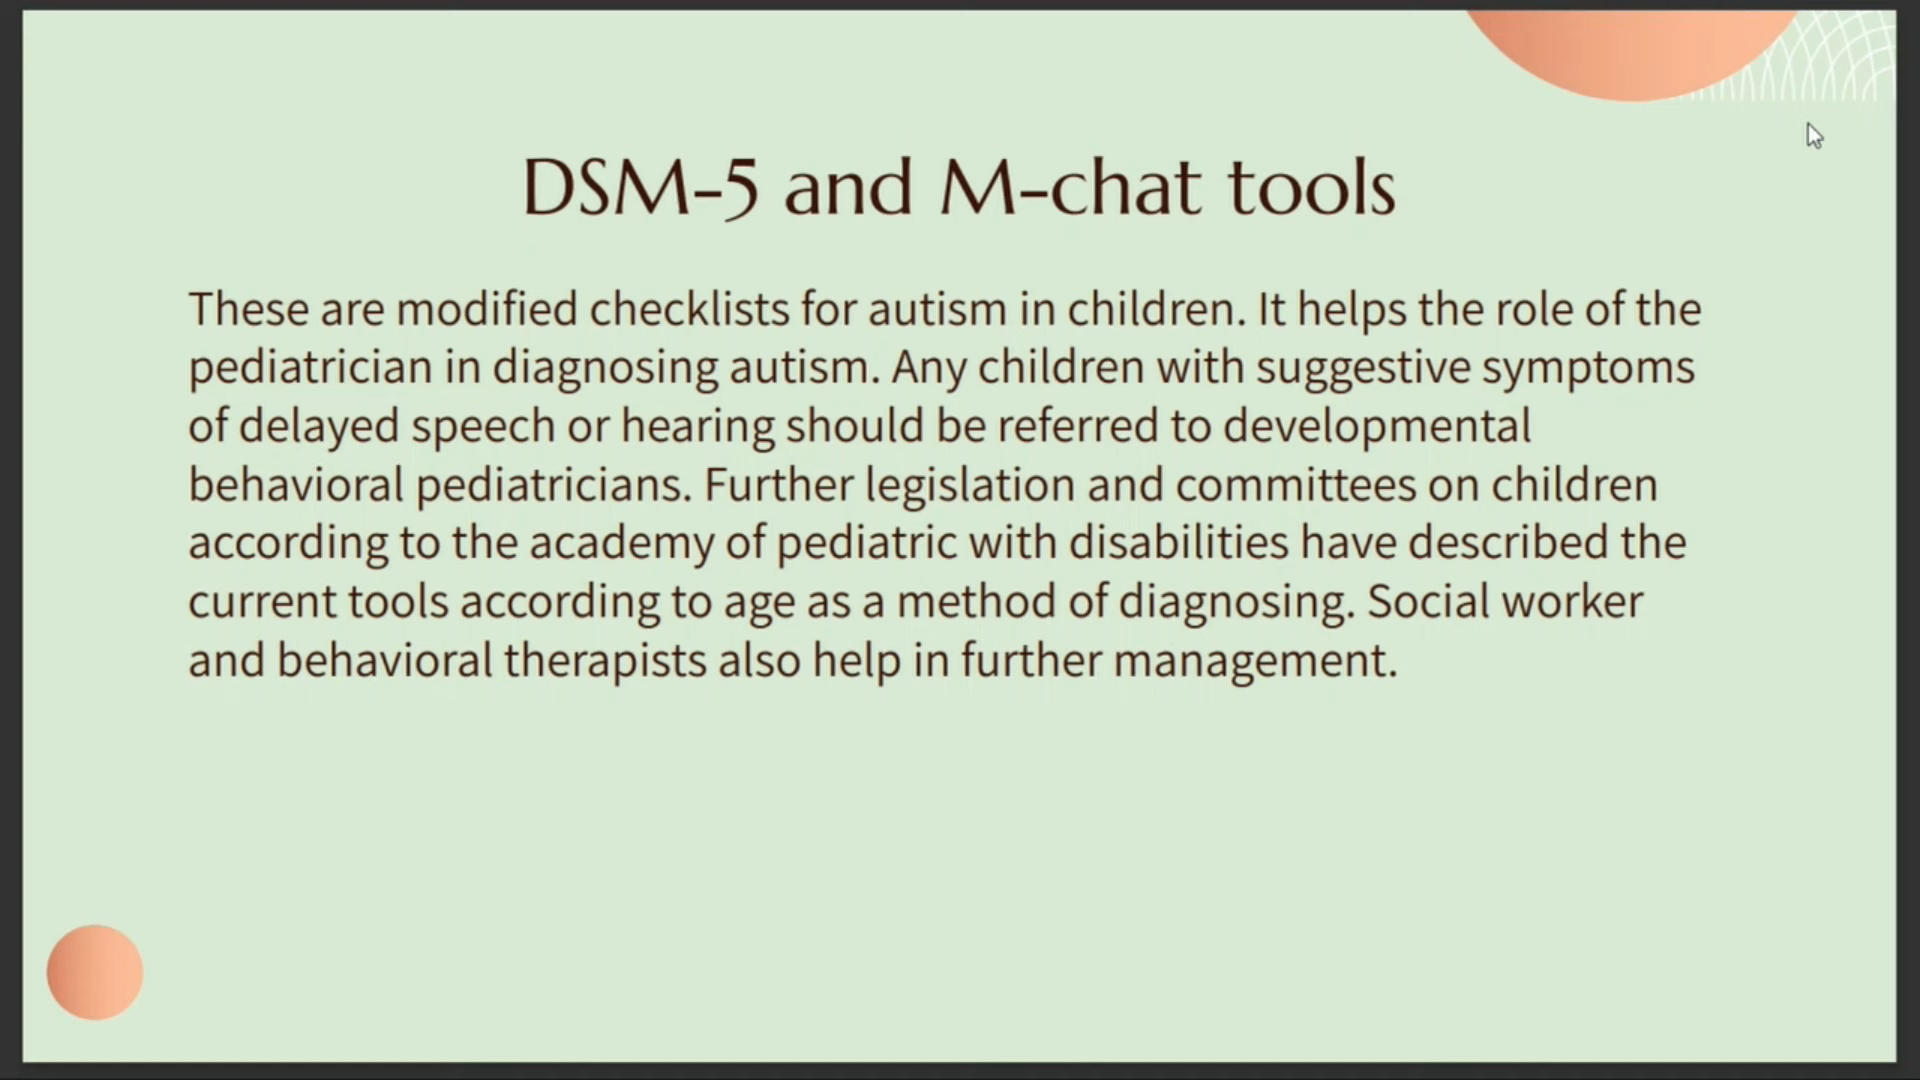 DSM-5 and M-chat tools
These are modified checklists for autism in children. It helps the role of the
pediatrician in diagnosing autism. Any children with suggestive symptoms
of delayed speech or hearing should be referred to developmental
behavioral pediatricians. Further legislation and committees on children
according to the academy of pediatric with disabilities have described the
current tools according to age as a method of diagnosing. Social worker
and behavioral therapists also help in further management.